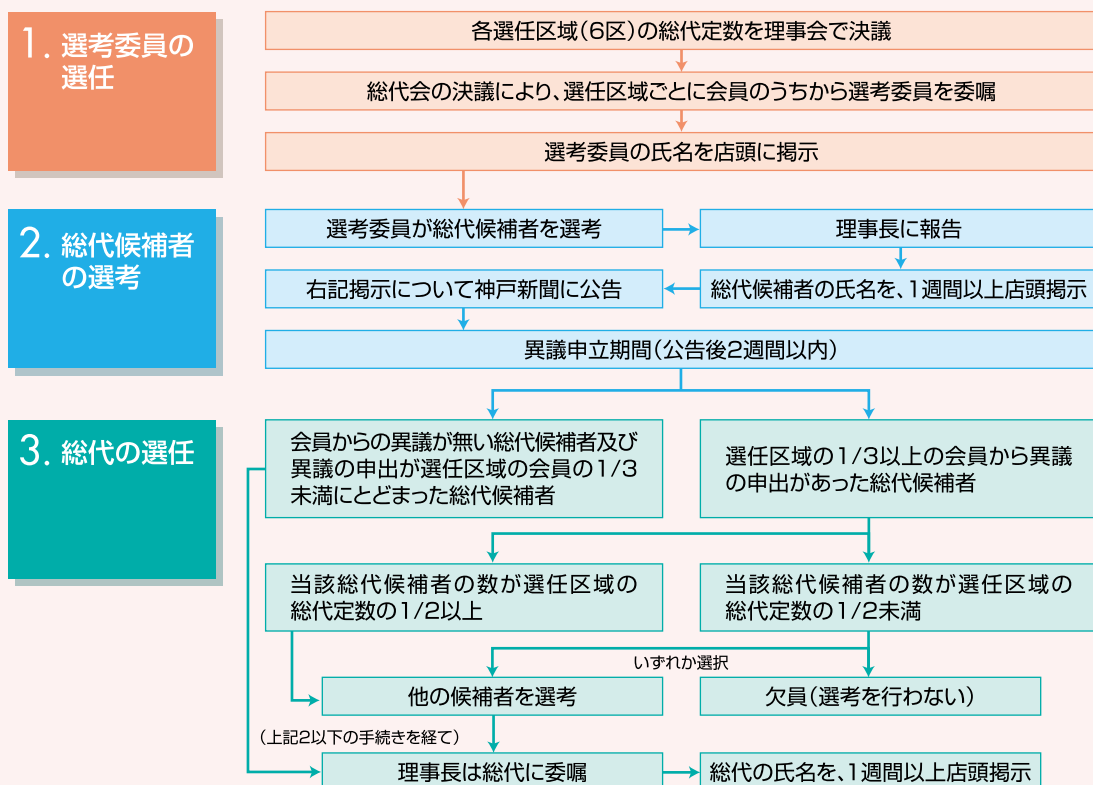 1. 選考委員の
選任
各選任区域(6区)の総代定数を理事会で決議
総代会の決議により、選任区域ごとに会員のうちから選考委員を委嘱
選考委員の氏名を店頭に掲示
2. 総代候補者
の選考
選考委員が総代候補者を選考
理事長に報告
右記掲示について神戸新聞に公告
総代候補者の氏名を、1週間以上店頭掲示
異議申立期間(公告後2週間以内)
3. 総代の選任
会員からの異議が無い総代候補者及び
異議の申出が選任区域の会員の1/3
未満にとどまった総代候補者
選任区域の1/3以上の会員から異議
の申出があった総代候補者
当該総代候補者の数が選任区域の
総代定数の1/2以上
当該総代候補者の数が選任区域の
総代定数の1/2未満
いずれか選択
他の候補者を選考
欠員(選考を行わない)
(上記2以下の手続きを経て)
理事長は総代に委嘱
総代の氏名を、1週間以上店頭掲示